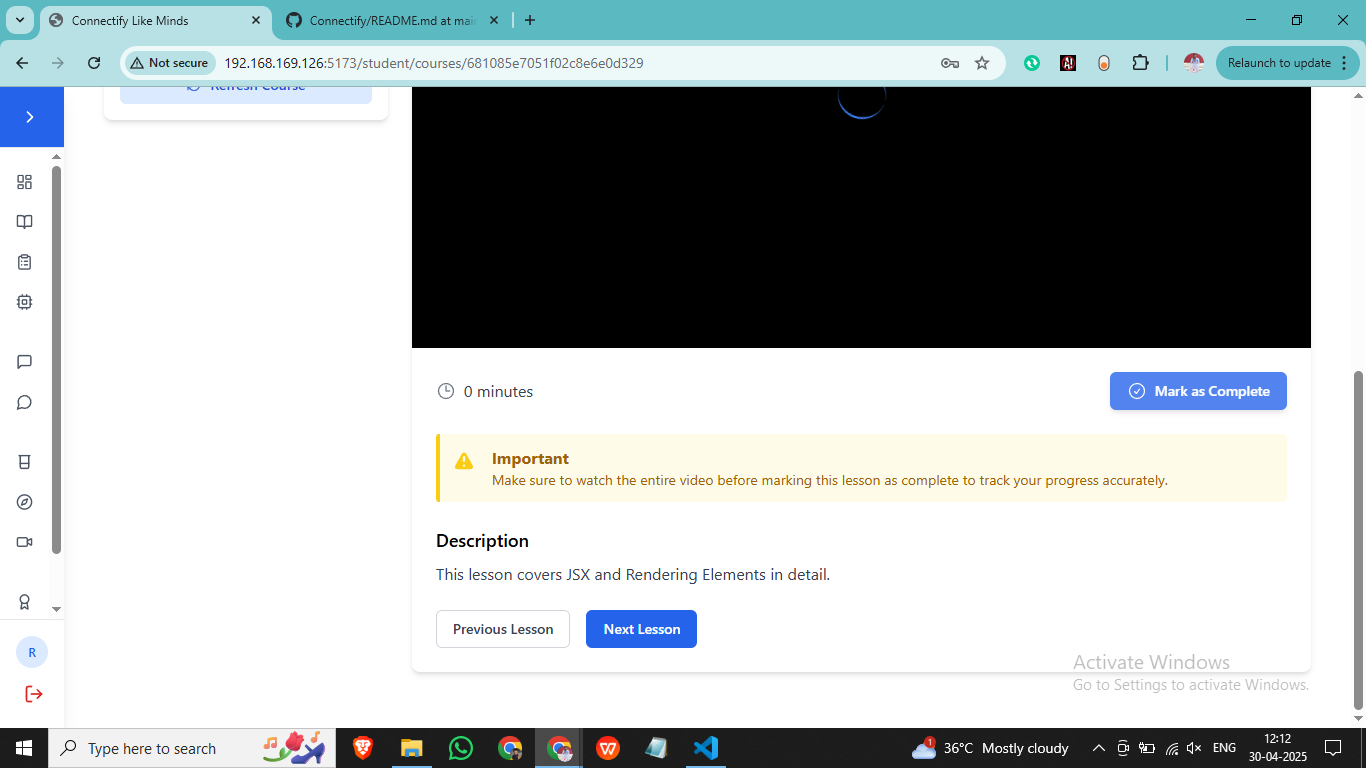 Connectify Like Minds
Connectify/README.md at mai
Not secure
192.168.169.126:5173/student/courses/681085e7051f02c8e6e0d329
Relaunch to update
Refresh Course
0 minutes
Mark as Complete
Important
Make sure to watch the entire video before marking this lesson as complete to track your progress accurately.
Description
This lesson covers JSX and Rendering Elements in detail.
Previous Lesson
Next Lesson
R
Activate Windows
Go to Settings to activate Windows.
Type here to search
1
36°C Mostly cloudy
ENG
12:12
30-04-2025